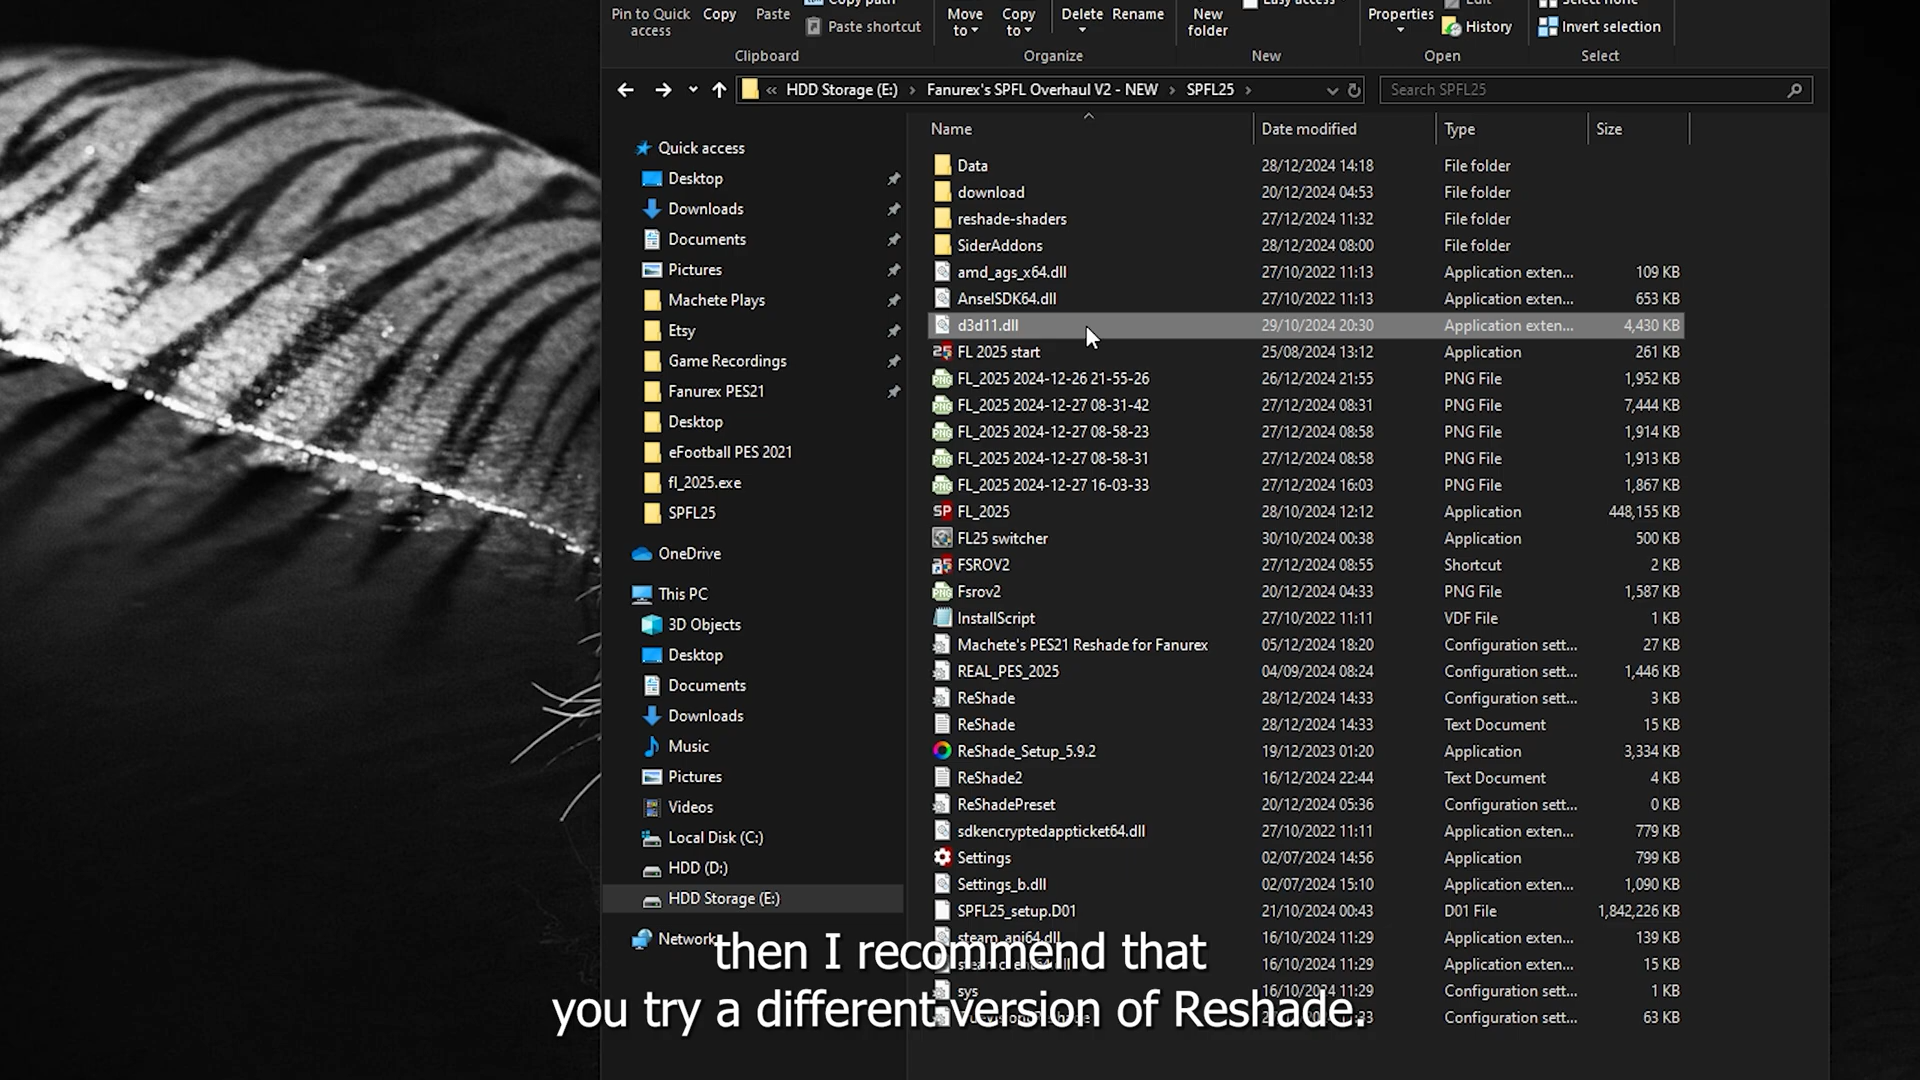 Pin to Quick access
Copy
Paste
Copy path
Paste shortcut
Clipboard
Move to
Copy to
Delete
Rename
Organize
New folder
Easy access
New
Properties
Edit
History
Open
Select none
Invert selection
Select
« HDD Storage (E:) › Fanurex's SPFL Overhaul V2 - NEW › SPFL25 ›
Search SPFL25
Quick access
Desktop
Downloads
Documents
Pictures
Machete Plays
Etsy
Game Recordings
Fanurex PES21
Desktop
eFootball PES 2021
fl_2025.exe
SPFL25
OneDrive
This PC
3D Objects
Desktop
Documents
Downloads
Music
Pictures
Videos
Local Disk (C:)
HDD (D:)
HDD Storage (E:)
Network
Name Date modified Type Size
Data 28/12/2024 14:18 File folder
download 20/12/2024 04:53 File folder
reshade-shaders 27/12/2024 11:32 File folder
SiderAddons 28/12/2024 08:00 File folder
amd_ags_x64.dll 27/10/2022 11:13 Application exten... 109 KB
AnselSDK64.dll 27/10/2022 11:13 Application exten... 653 KB
d3d11.dll 29/10/2024 20:30 Application exten... 4,430 KB
FL 2025 start 25/08/2024 13:12 Application 261 KB
FL_2025 2024-12-26 21-55-26 26/12/2024 21:55 PNG File 1,952 KB
FL_2025 2024-12-27 08-31-42 27/12/2024 08:31 PNG File 7,444 KB
FL_2025 2024-12-27 08-58-23 27/12/2024 08:58 PNG File 1,914 KB
FL_2025 2024-12-27 08-58-31 27/12/2024 08:58 PNG File 1,913 KB
FL_2025 2024-12-27 16-03-33 27/12/2024 16:03 PNG File 1,867 KB
FL_2025 28/10/2024 12:12 Application 448,155 KB
FL25 switcher 30/10/2024 00:38 Application 500 KB
FSROV2 27/12/2024 08:55 Shortcut 2 KB
Fsrov2 20/12/2024 04:33 PNG File 1,587 KB
InstallScript 27/10/2022 11:11 VDF File 1 KB
Machete's PES21 Reshade for Fanurex 05/12/2024 18:20 Configuration sett... 27 KB
REAL_PES_2025 04/09/2024 08:24 Configuration sett... 1,446 KB
ReShade 28/12/2024 14:33 Configuration sett... 3 KB
ReShade 28/12/2024 14:33 Text Document 15 KB
ReShade_Setup_5.9.2 19/12/2023 01:20 Application 3,334 KB
ReShade2 16/12/2024 22:44 Text Document 4 KB
ReShadePreset 20/12/2024 05:36 Configuration sett... 0 KB
sdkencryptedappticket64.dll 27/10/2022 11:11 Application exten... 779 KB
Settings 02/07/2024 14:56 Application 799 KB
Settings_b.dll 02/07/2024 15:10 Application exten... 1,090 KB
SPFL25_setup.D01 21/10/2024 00:43 D01 File 1,842,226 KB
steam_api64.dll 16/10/2024 11:29 Application exten... 139 KB
16/10/2024 11:29 Application exten... 15 KB
sys 16/10/2024 11:29 Configuration sett... 1 KB
Configuration sett... 63 KB
then I recommend that
you try a different version of Reshade.